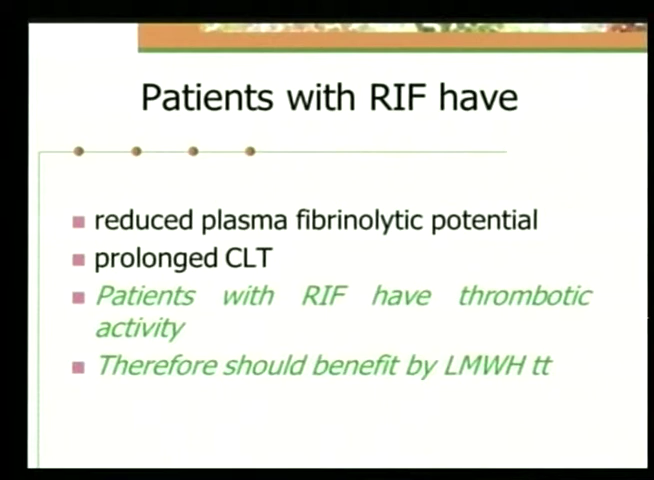 Patients with RIF have
reduced plasma fibrinolytic potential
prolonged CLT
Patients with RIF have thrombotic
activity
Therefore should benefit by LMWH tt